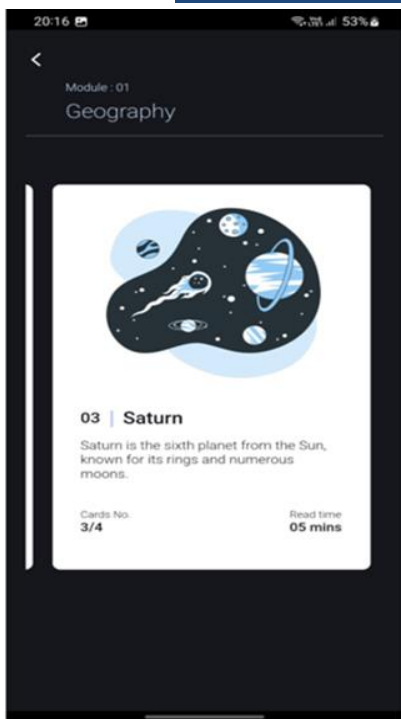 20:16 53%
Module : 01
Geography
03 | Saturn
Saturn is the sixth planet from the Sun,
known for its rings and numerous
moons.
Cards No. Read time
3/4 05 mins